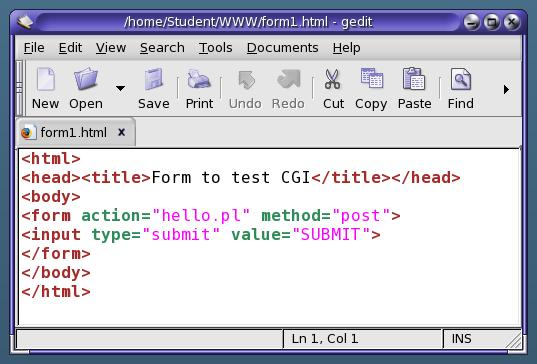 /home/Student/WWW/form1.html - gedit
File Edit View Search Tools Documents Help
New Open Save Print Undo Redo Cut Copy Paste Find
form1.html x
<html>
<head><title>Form to test CGI</title></head>
<body>
<form action="hello.pl" method="post">
<input type="submit" value="SUBMIT">
</form>
</body>
</html>
Ln 1, Col 1 INS